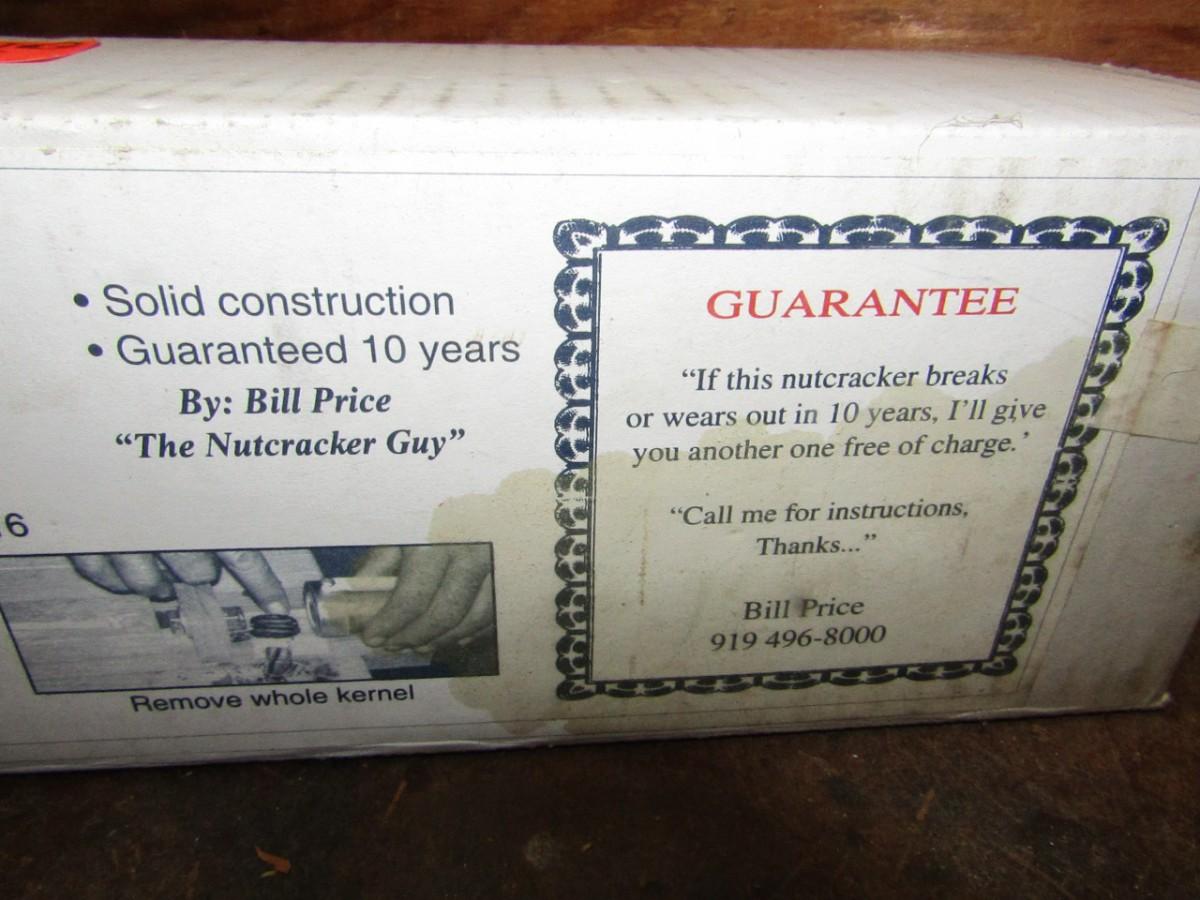 • Solid construction
• Guaranteed 10 years
By: Bill Price
“The Nutcracker Guy”
Remove whole kernel
GUARANTEE
“If this nutcracker breaks
or wears out in 10 years, I’ll give
you another one free of charge.’
“Call me for instructions,
Thanks...”
Bill Price
919 496-8000